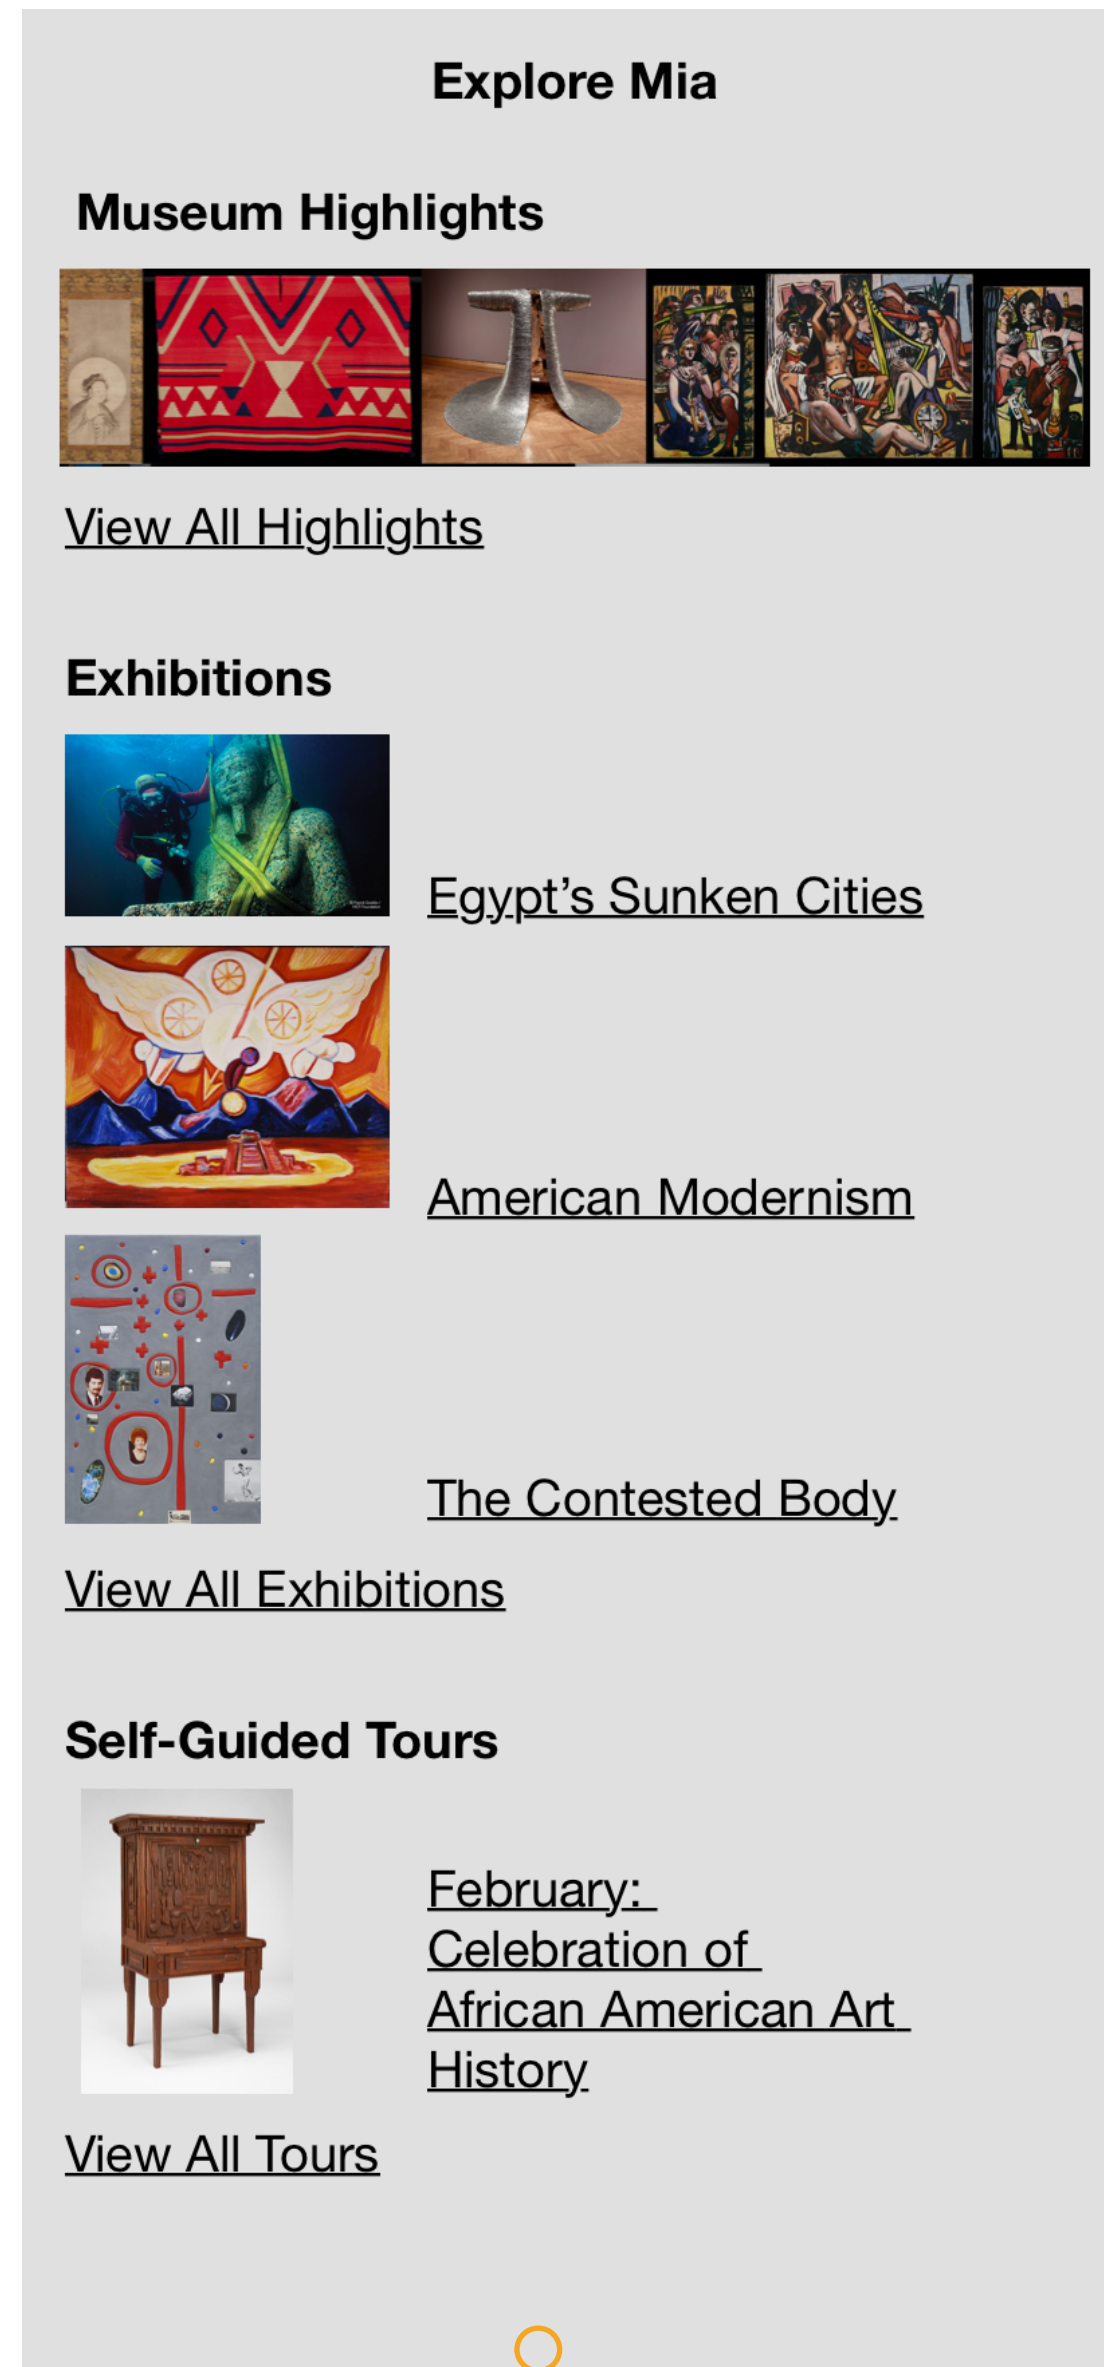 Explore Mia
Museum Highlights
View All Highlights
Exhibitions
Egypt’s Sunken Cities
American Modernism
The Contested Body
View All Exhibitions
Self-Guided Tours
February:
Celebration of
African American Art
History
View All Tours